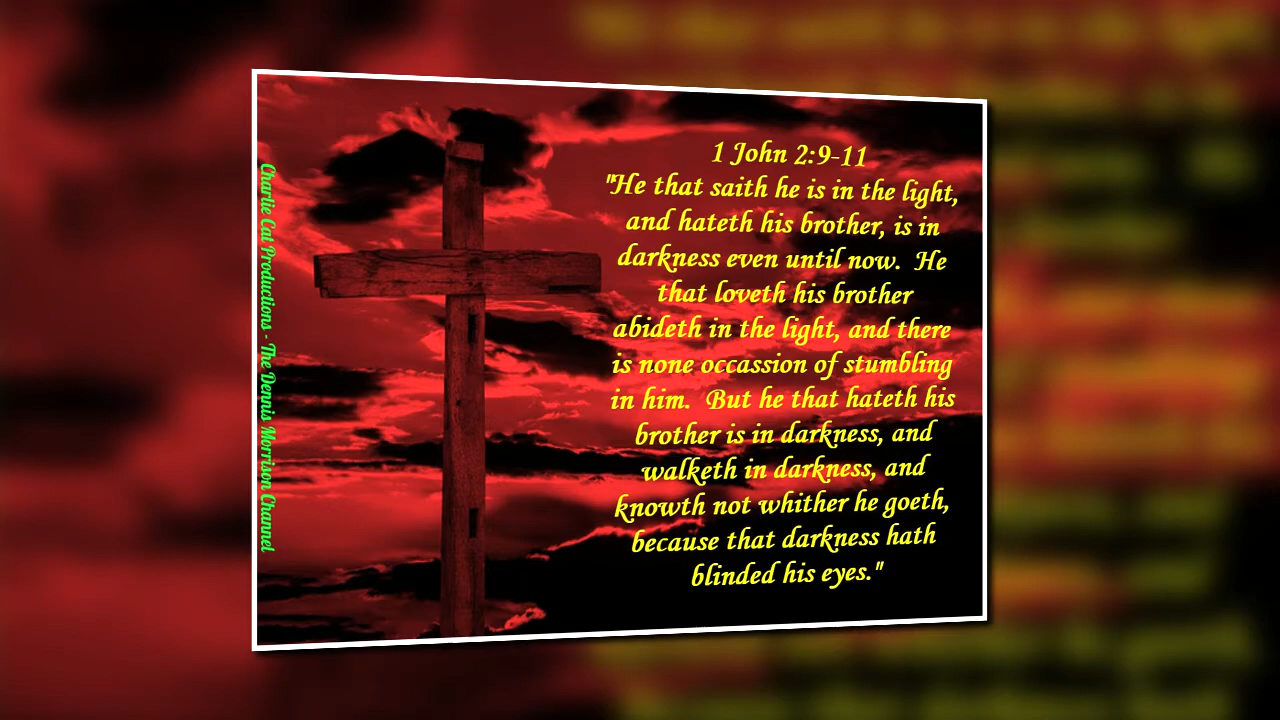 1 John 2:9-11
"He that saith he is in the light,
and hateth his brother, is in
darkness even until now.  He
that loveth his brother
abideth in the light, and there
is none occassion of stumbling
in him.  But he that hateth his
brother is in darkness, and
walketh in darkness, and
knowth not whither he goeth,
because that darkness hath
blinded his eyes."
Charlie Cat Productions - The Dennis Morrison Channel